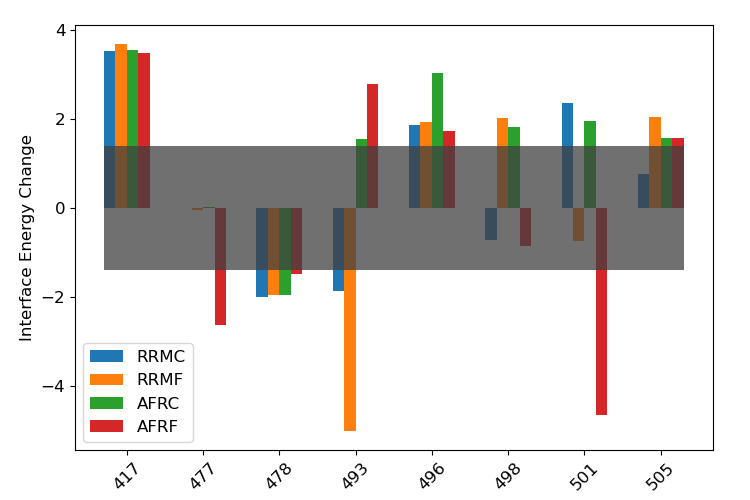 Interface Energy Change
4
2
0
−2
−4
RRMC
RRMF
AFRC
AFRF
417 477 478 493 496 498 501 505